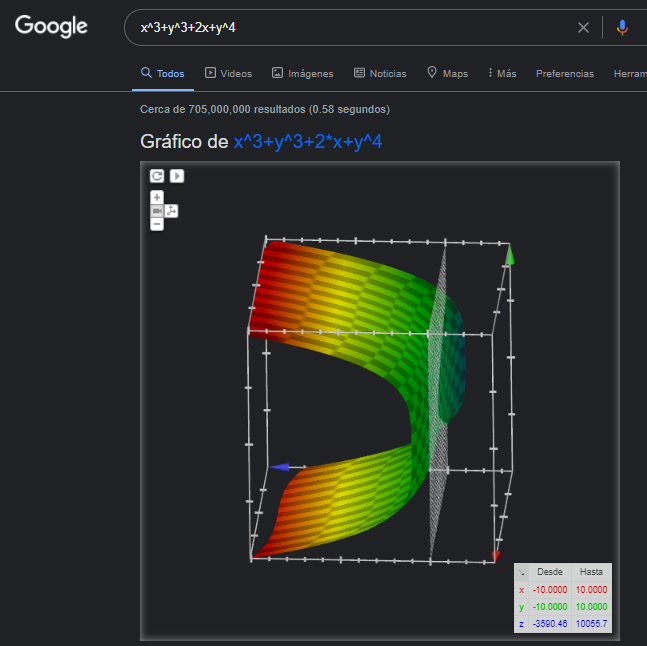 Google
x^3+y^3+2x+y^4
Todos Videos Imágenes Noticias Maps Más Preferencias Herram
Cerca de 705,000,000 resultados (0.58 segundos)
Gráfico de x^3+y^3+2*x+y^4
Desde Hasta
x -10.0000 10.0000
y -10.0000 10.0000
z -3590.46 10055.7